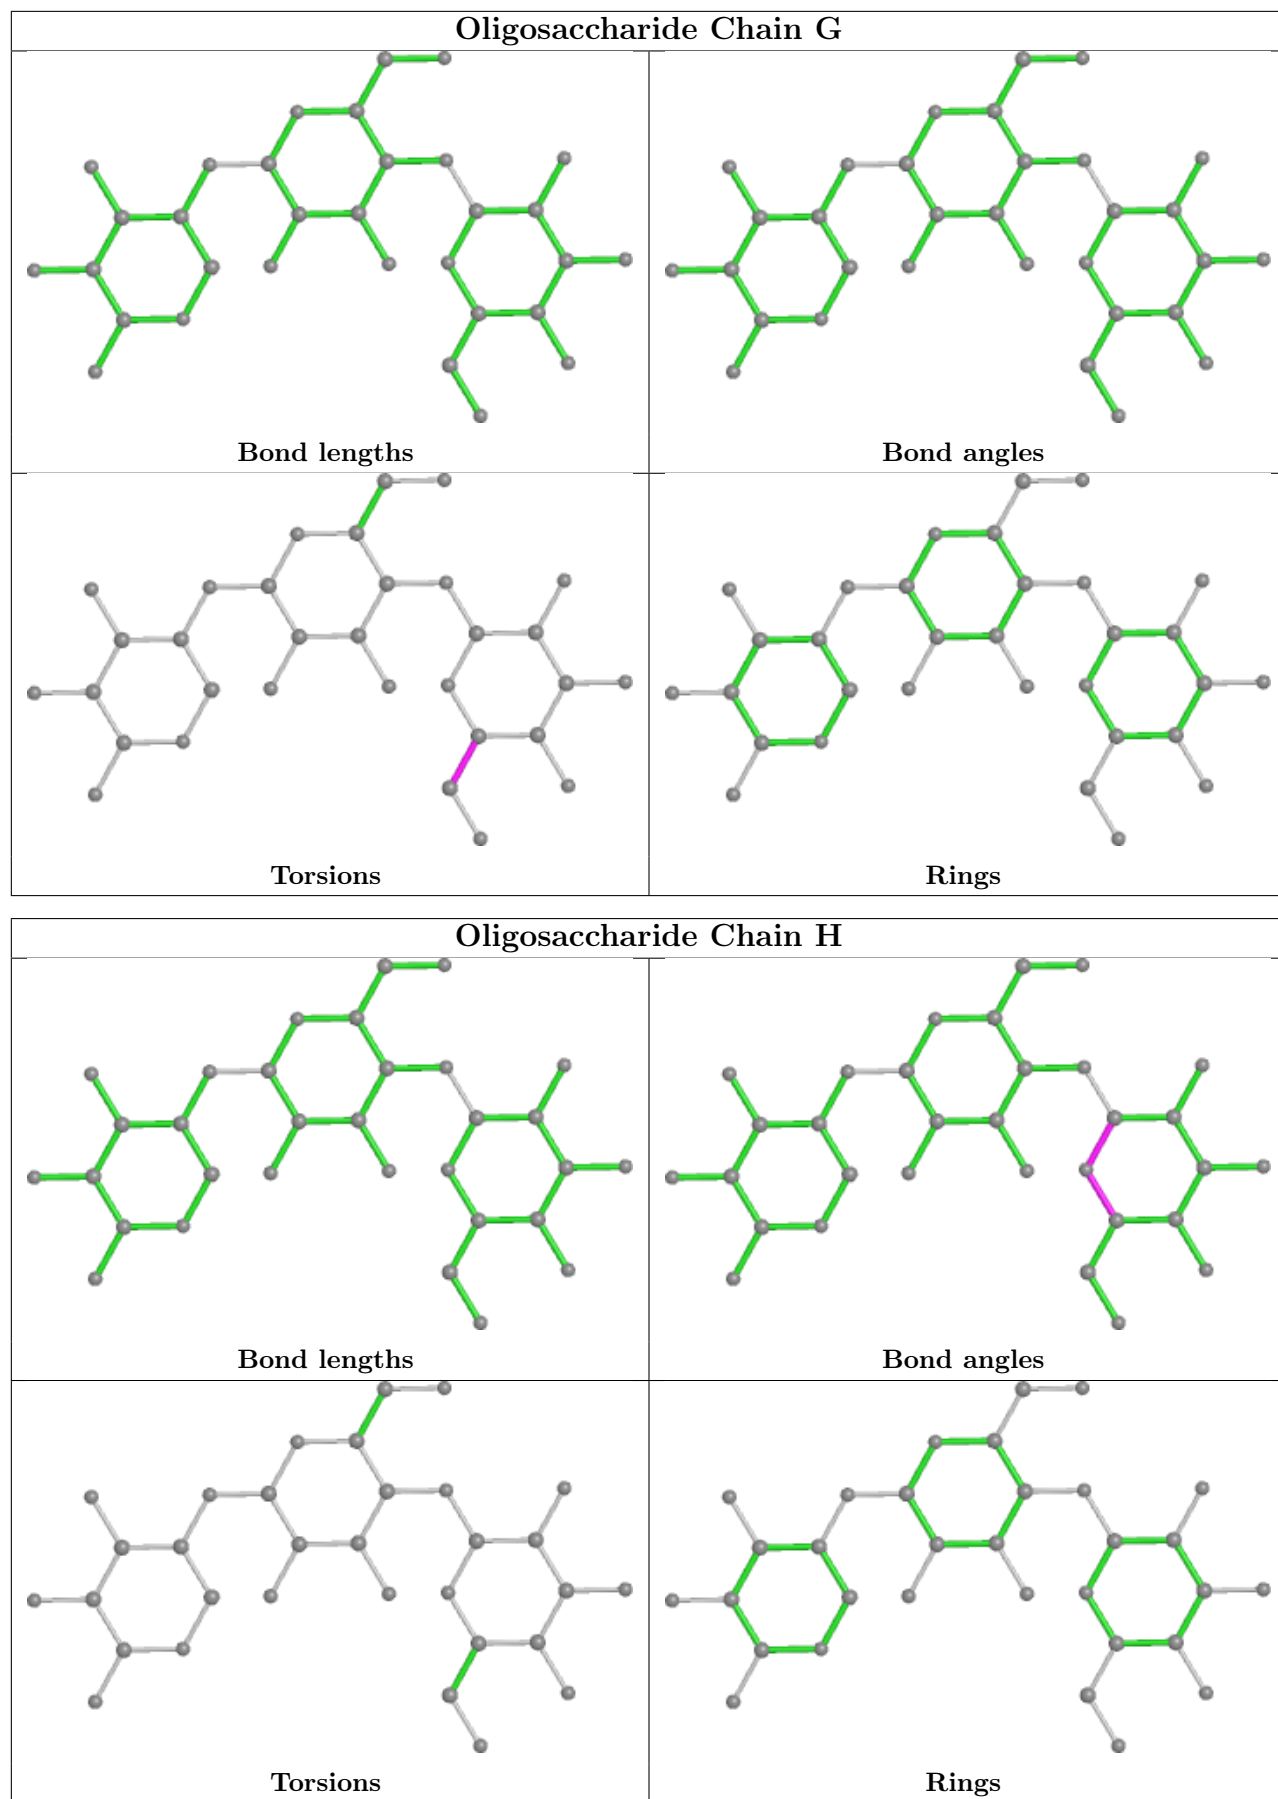 Oligosaccharide Chain G
Bond lengths
Bond angles
Torsions
Rings
Oligosaccharide Chain H
Bond lengths
Bond angles
Torsions
Rings